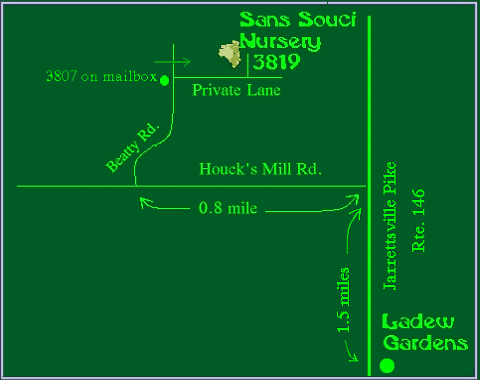 Sans Souci
Nursery
3819
3807 on mailbox
Private Lane
Beatty Rd.
Houck's Mill Rd.
0.8 mile
Jarrettsville Pike
Rte. 146
1.5 miles
Ladew
Gardens